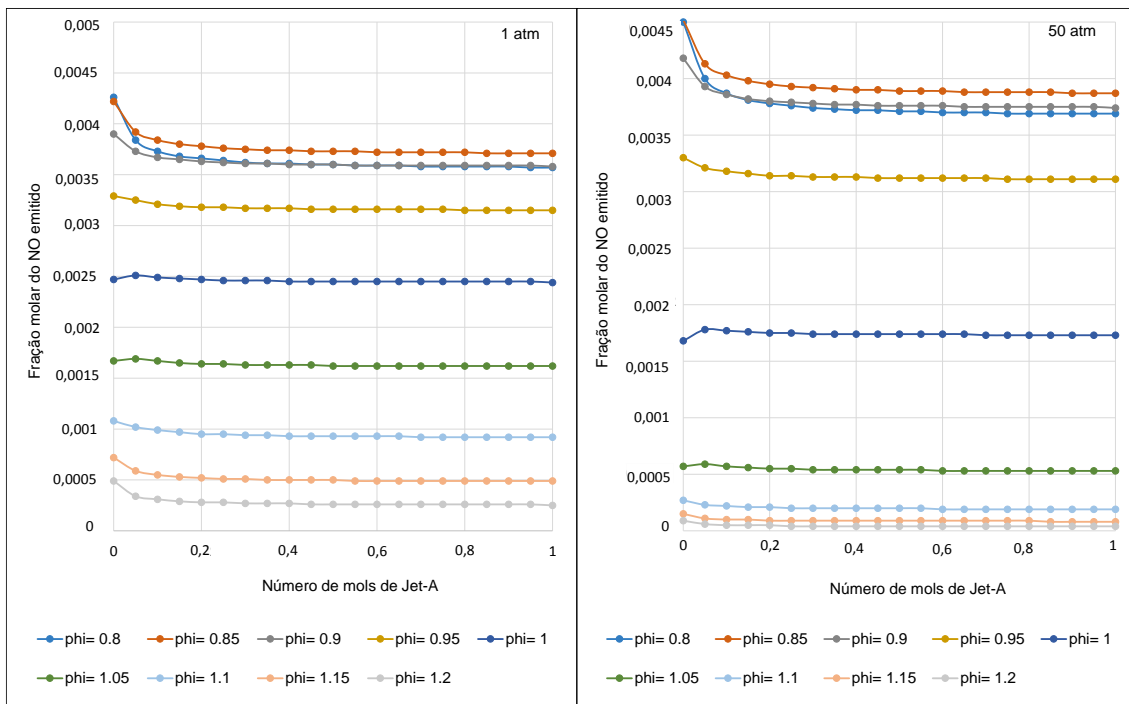 1 atm
Fração molar do NO emitido
0,005
0,0045
0,004
0,0035
0,003
0,0025
0,002
0,0015
0,001
0,0005
0
0 0,2 0,4 0,6 0,8 1
Número de mols de Jet-A
phi= 0.8 phi= 0.85 phi= 0.9 phi= 0.95 phi= 1
phi= 1.05 phi= 1.1 phi= 1.15 phi= 1.2
50 atm
Fração molar do NO emitido
0,0045
0,004
0,0035
0,003
0,0025
0,002
0,0015
0,001
0,0005
0
0 0,2 0,4 0,6 0,8 1
Número de mols de Jet-A
phi= 0.8 phi= 0.85 phi= 0.9 phi= 0.95 phi= 1
phi= 1.05 phi= 1.1 phi= 1.15 phi= 1.2